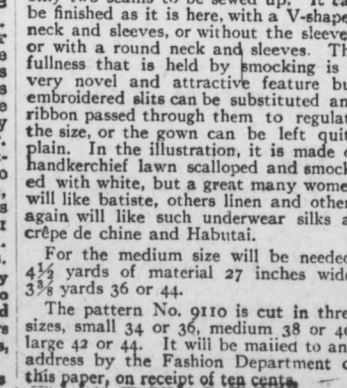 only two seams to be sewed up. It
be finished as it is here, with a V-shape
neck and sleeves, or without the sleeve
or with a round neck and sleeves. Th
fullness that is held by smocking is
very novel and attractive feature bu
embroidered slits can be substituted an
ribbon passed through them to regulat
the size, or the gown can be left quit
plain. In the illustration, it is made
handkerchief lawn scalloped and smock
ed with white, but a great many wome
will like batiste, others linen and other
again will like such underwear silks a
crêpe de chine and Habutai.
For the medium size will be neede
4½ yards of material 27 inches wid
3⅜ yards 36 or 44.
The pattern No. 9110 is cut in thre
sizes, small 34 or 36, medium 38 or 40
large 42 or 44. It will be mailed to an
address by the Fashion Department
this paper, on receipt of ten cents.